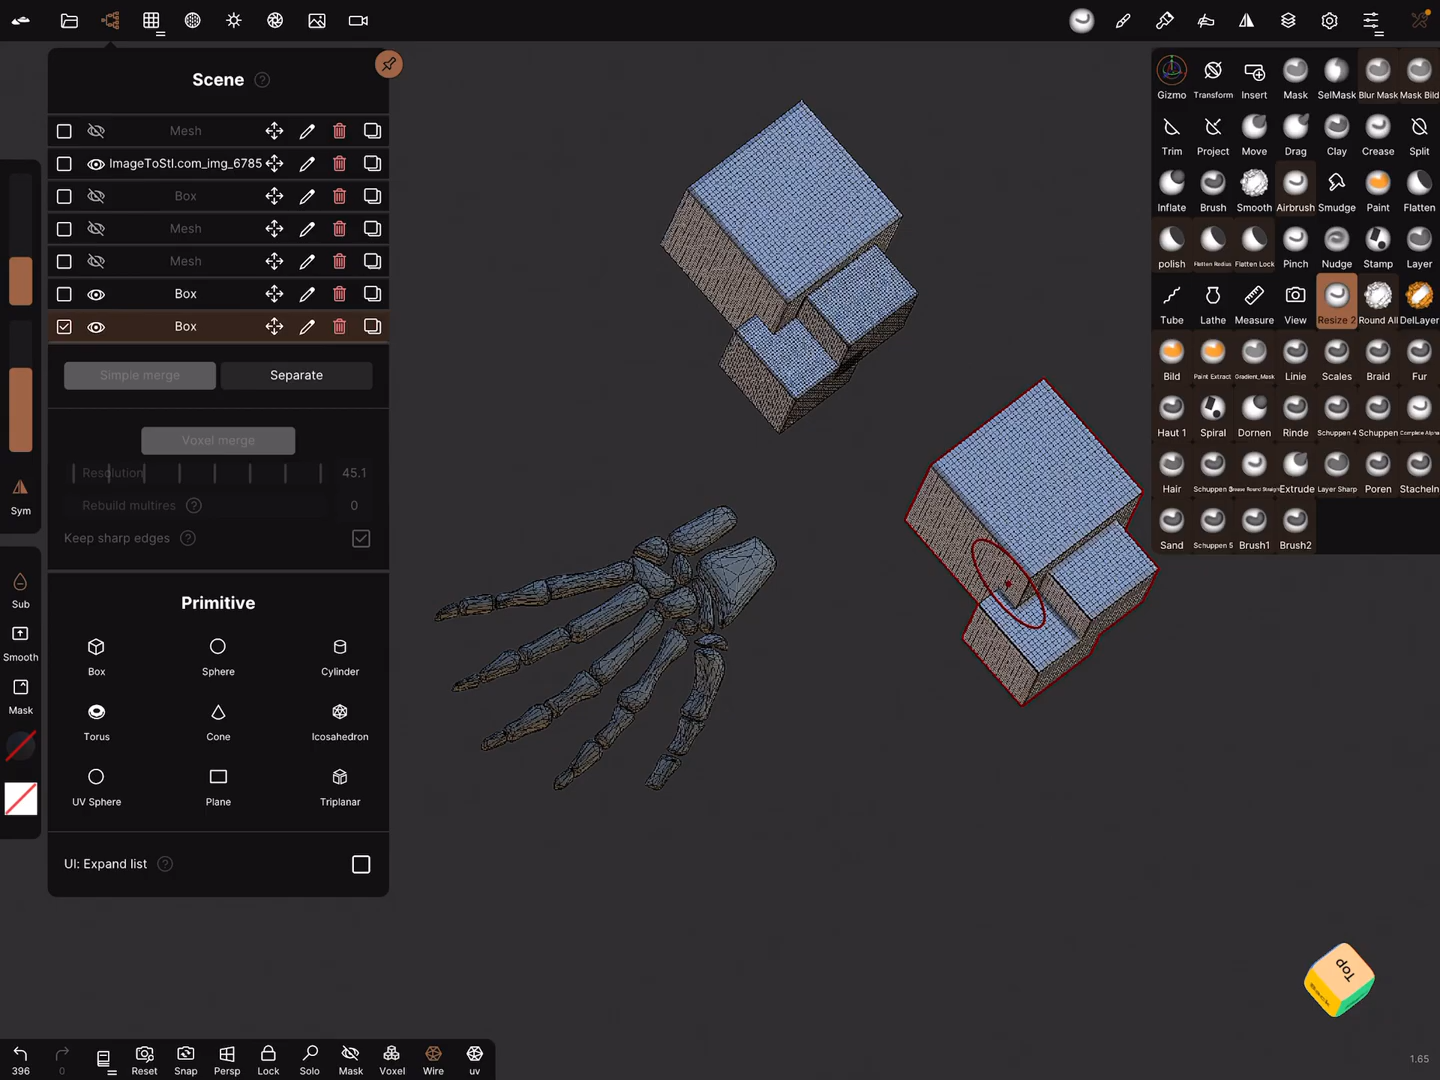 Scene
Mesh
ImageToStl.com_img_6785
Box
Mesh
Mesh
Box
Box
Simple merge
Separate
Voxel merge
Resolution 45.1
Rebuild multires 0
Keep sharp edges
Primitive
Box Sphere Cylinder
Torus Cone Icosahedron
UV Sphere Plane Triplanar
UI: Expand list
Sym
Sub
Smooth
Mask
Gizmo Transform Insert Mask SelMask Blur Mask Mask Bild
Trim Project Move Drag Clay Crease Split
Inflate Brush Smooth Airbrush Smudge Paint Flatten
polish Flatten Radius Flatten Lock Pinch Nudge Stamp Layer
Tube Lathe Measure View Resize 2 Round All DelLayer
Bild Paint Extract Gradient_Mask Linie Scales Braid Fur
Haut 1 Spiral Dornen Rinde Schuppen 4 Schuppen
Hair Schuppen Extrude Layer Sharp Poren Stacheln
Sand Schuppen 5 Brush1 Brush2
Top
396 0 Reset Snap Persp Lock Solo Mask Voxel Wire uv
1.65